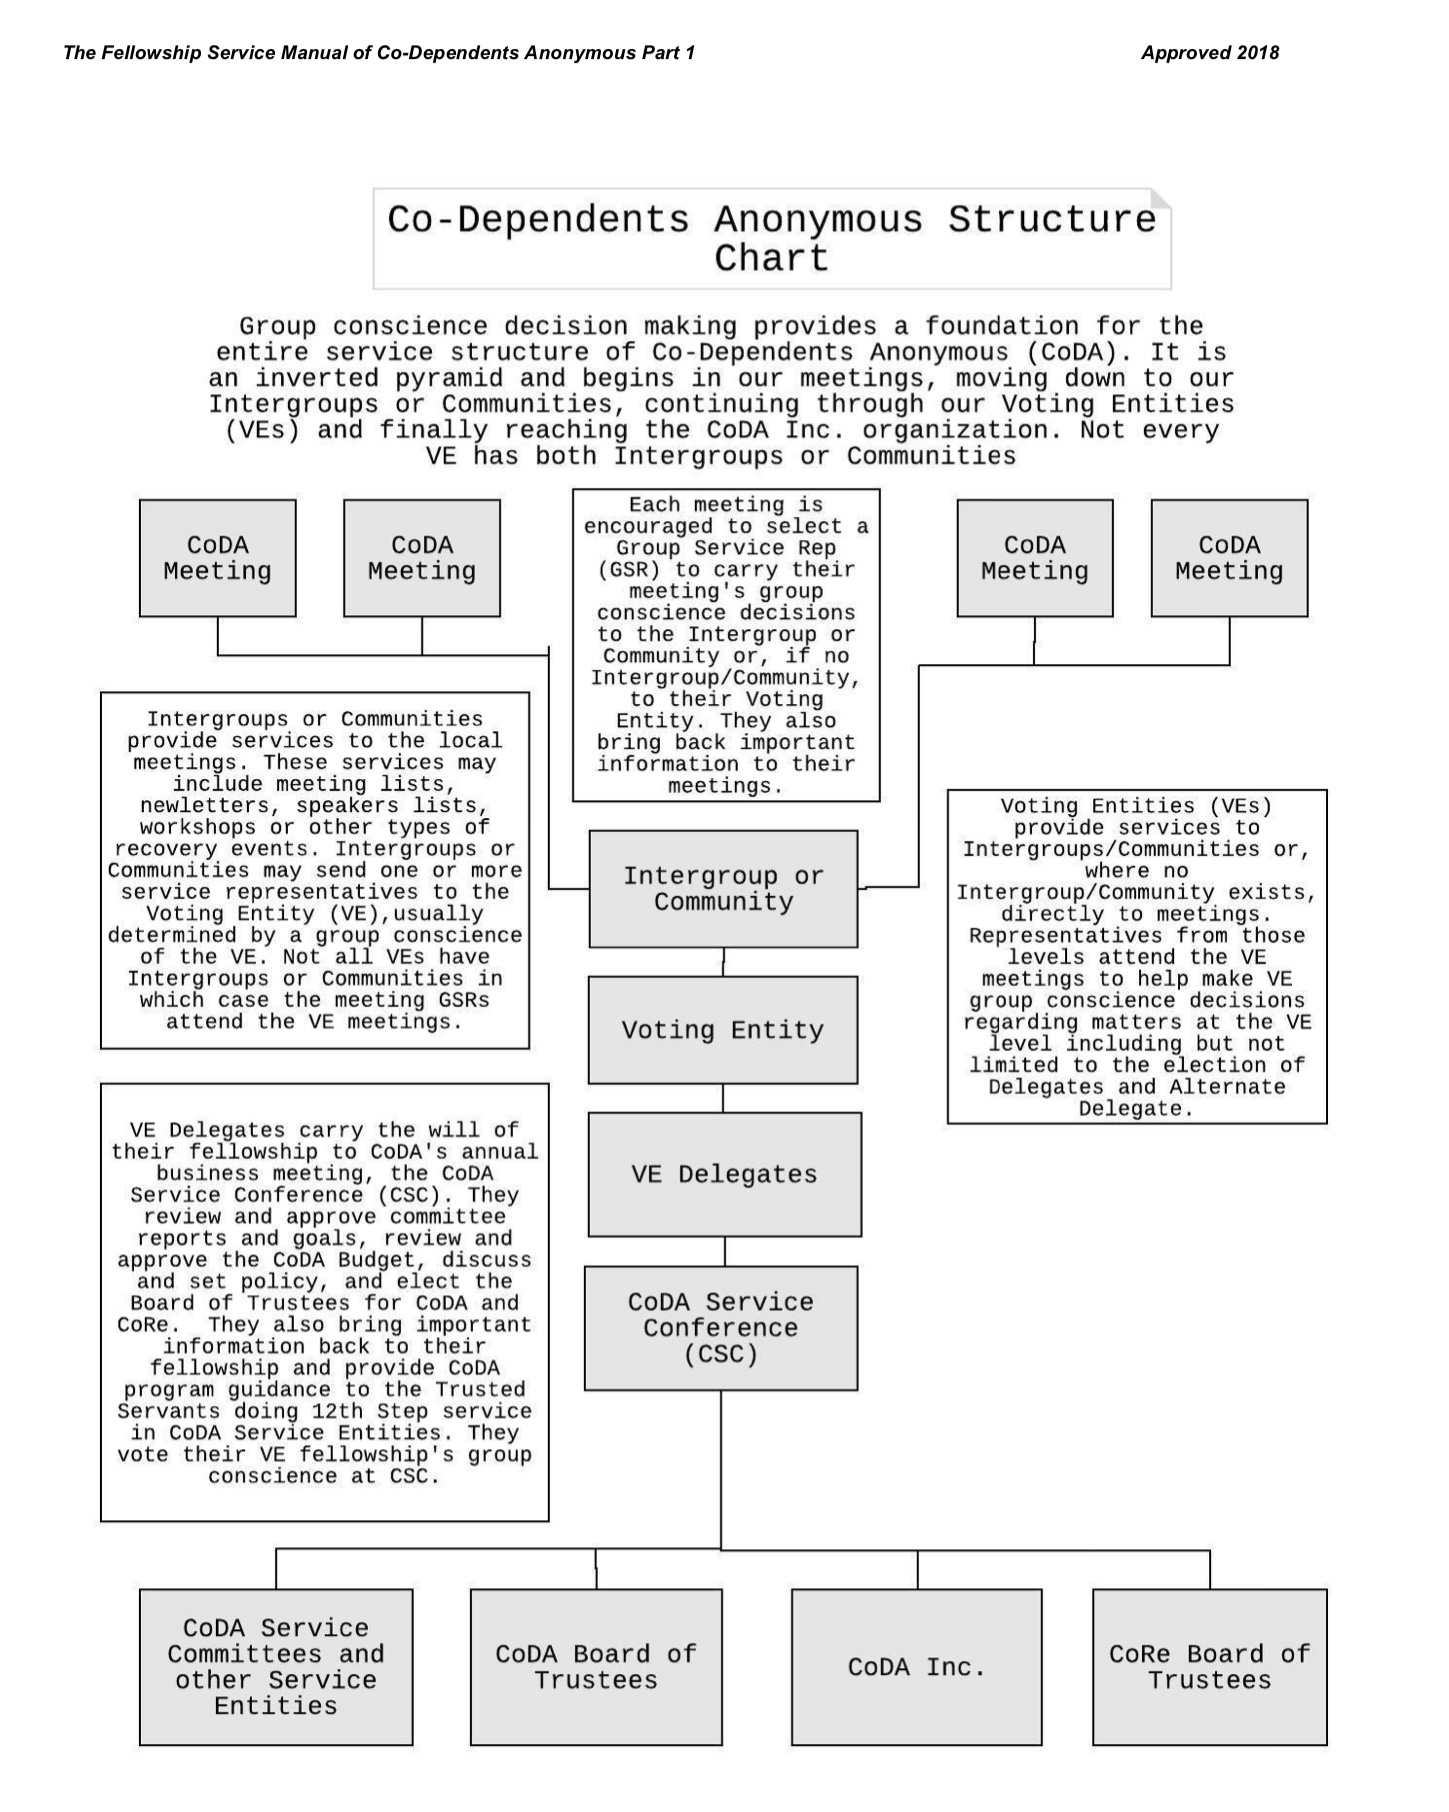 The Fellowship Service Manual of Co-Dependents Anonymous Part 1
Approved 2018
Co-Dependents Anonymous Structure
Chart
Group conscience decision making provides a foundation for the
entire service structure of Co-Dependents Anonymous (CoDA). It is
an inverted pyramid and begins in our meetings, moving down to our
Intergroups or Communities, continuing through our Voting Entities
(VEs) and finally reaching the CoDA Inc. organization. Not every
VE has both Intergroups or Communities
CoDA
Meeting
CoDA
Meeting
Each meeting is
encouraged to select a
Group Service Rep
(GSR) to carry their
meeting's group
conscience decisions
to the Intergroup or
Community or, if no
Intergroup/Community,
to their Voting
Entity. They also
bring back important
information to their
meetings.
CoDA
Meeting
CoDA
Meeting
Intergroups or Communities
provide services to the local
meetings. These services may
include meeting lists,
newletters, speakers lists,
workshops or other types of
recovery events. Intergroups or
Communities may send one or more
service representatives to the
Voting Entity (VE),usually
determined by a group conscience
of the VE. Not all VEs have
Intergroups or Communities in
which case the meeting GSRs
attend the VE meetings.
Intergroup or
Community
Voting Entities (VEs)
provide services to
Intergroups/Communities or,
where no
Intergroup/Community exists,
directly to meetings.
Representatives from those
levels attend the VE
meetings to help make VE
group conscience decisions
regarding matters at the VE
level including but not
limited to the election of
Delegates and Alternate
Delegate.
Voting Entity
VE Delegates carry the will of
their fellowship to CoDA's annual
business meeting, the CoDA
Service Conference (CSC). They
review and approve committee
reports and goals, review and
approve the CoDA Budget, discuss
and set policy, and elect the
Board of Trustees for CoDA and
CoRe.  They also bring important
information back to their
fellowship and provide CoDA
program guidance to the Trusted
Servants doing 12th Step service
in CoDA Service Entities. They
vote their VE fellowship's group
conscience at CSC.
VE Delegates
CoDA Service
Conference
(CSC)
CoDA Service
Committees and
other Service
Entities
CoDA Board of
Trustees
CoDA Inc.
CoRe Board of
Trustees